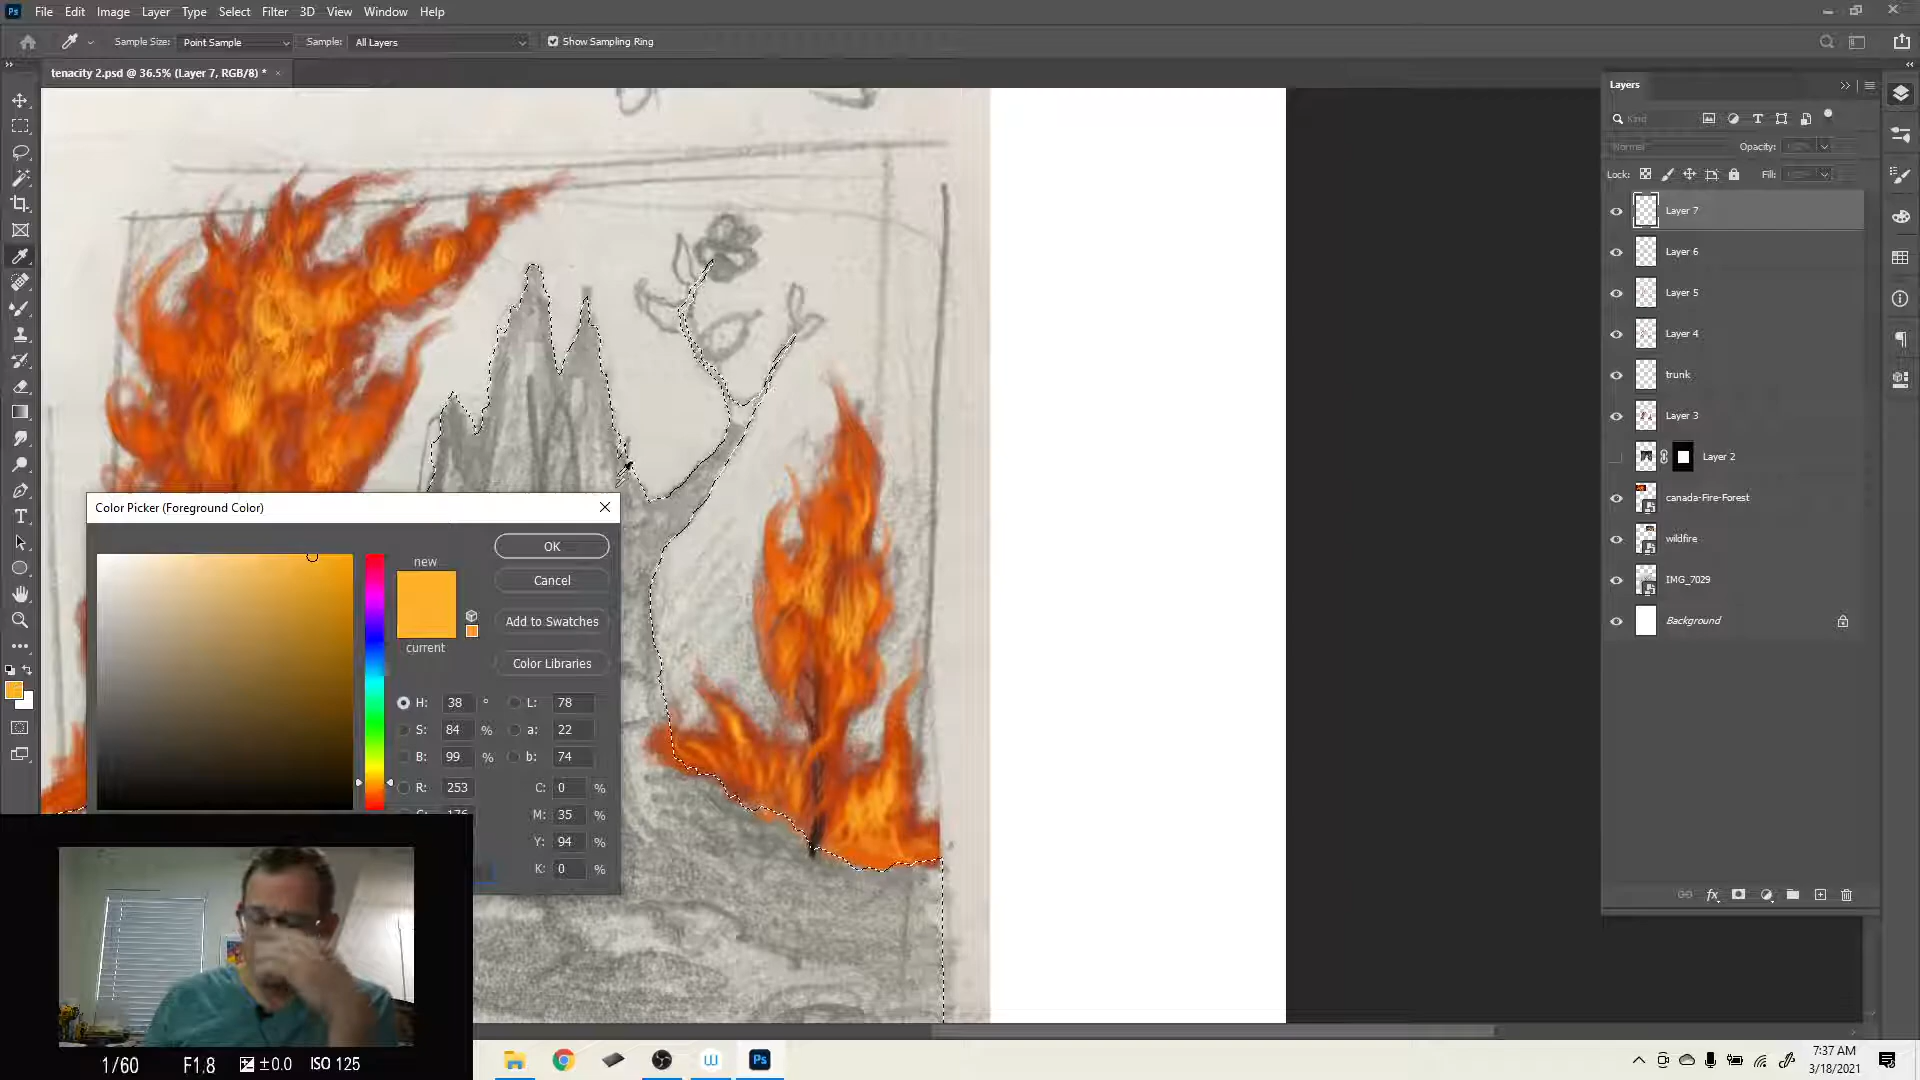 Ps File Edit Image Layer Type Select Filter 3D View Window Help
Sample Size: Point Sample Sample: All Layers Show Sampling Ring
tenacity 2.psd @ 36.5% (Layer 7, RGB/8) *
Layers
Kind
Normal Opacity:
Lock: Fill:
Layer 7
Layer 6
Layer 5
Layer 4
trunk
Layer 3
Layer 2
canada-Fire-Forest
wildfire
IMG_7029
Background
Color Picker (Foreground Color)
new
current
OK
Cancel
Add to Swatches
Color Libraries
H: 38 ° L: 78
S: 84 % a: 22
B: 99 % b: 74
R: 253 C: 0 %
M: 35 %
Y: 94 %
K: 0 %
1/60 F1.8 ±0.0 ISO 125
Ps
7:37 AM
3/18/2021